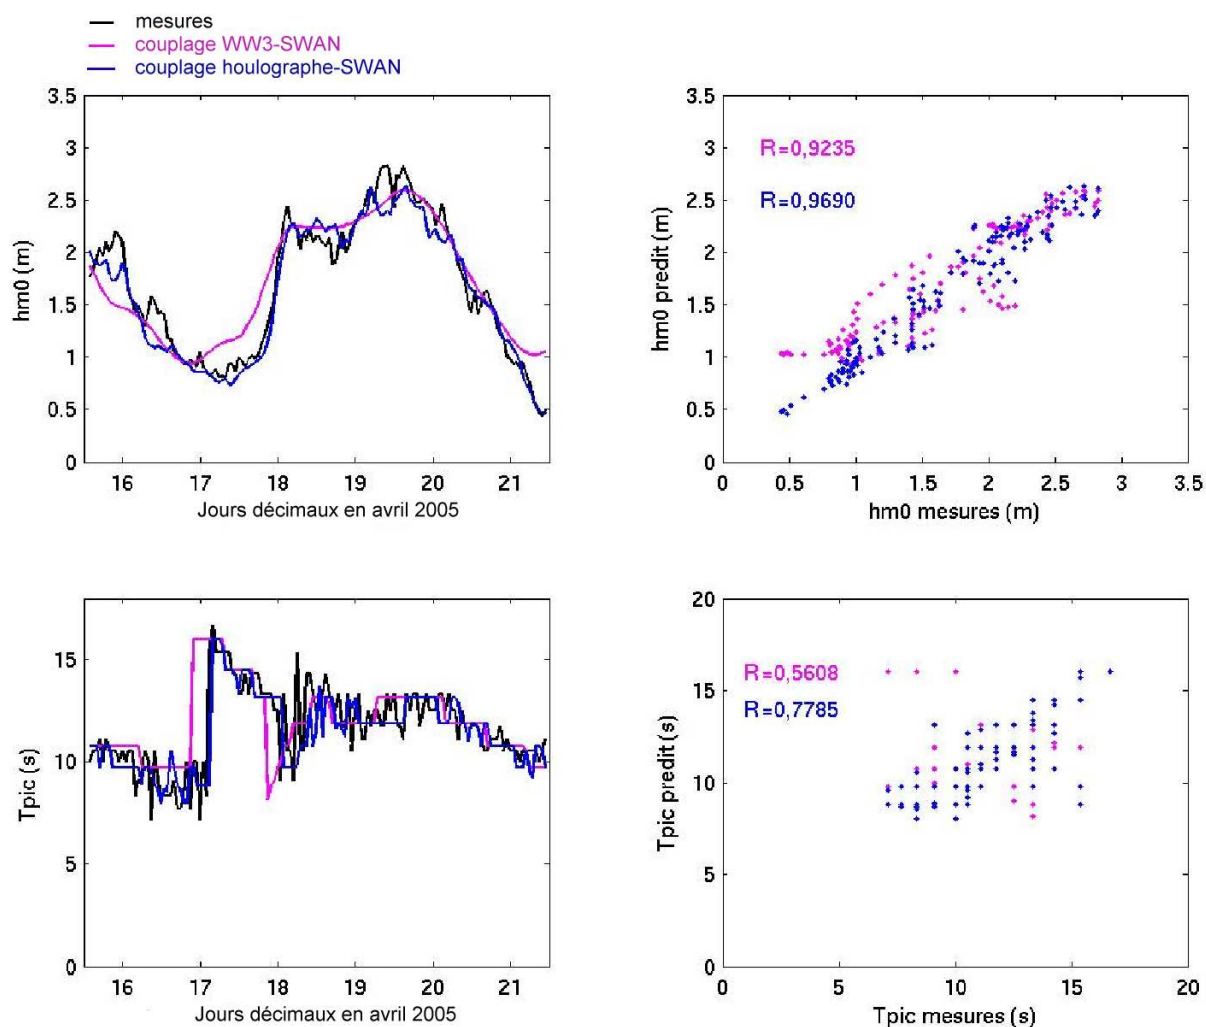 mesures
couplage WW3-SWAN
couplage houlographe-SWAN
3.5
3
2.5
2
1.5
1
0.5
0
hm0 (m)
16 17 18 19 20 21
Jours décimaux en avril 2005
3.5
3
2.5
2
1.5
1
0.5
0
hm0 predit (m)
R=0,9235
R=0,9690
0 0.5 1 1.5 2 2.5 3 3.5
hm0 mesures (m)
15
10
5
0
Tpic (s)
16 17 18 19 20 21
Jours décimaux en avril 2005
20
15
10
5
0
Tpic predit (s)
R=0,5608
R=0,7785
0 5 10 15 20
Tpic mesures (s)